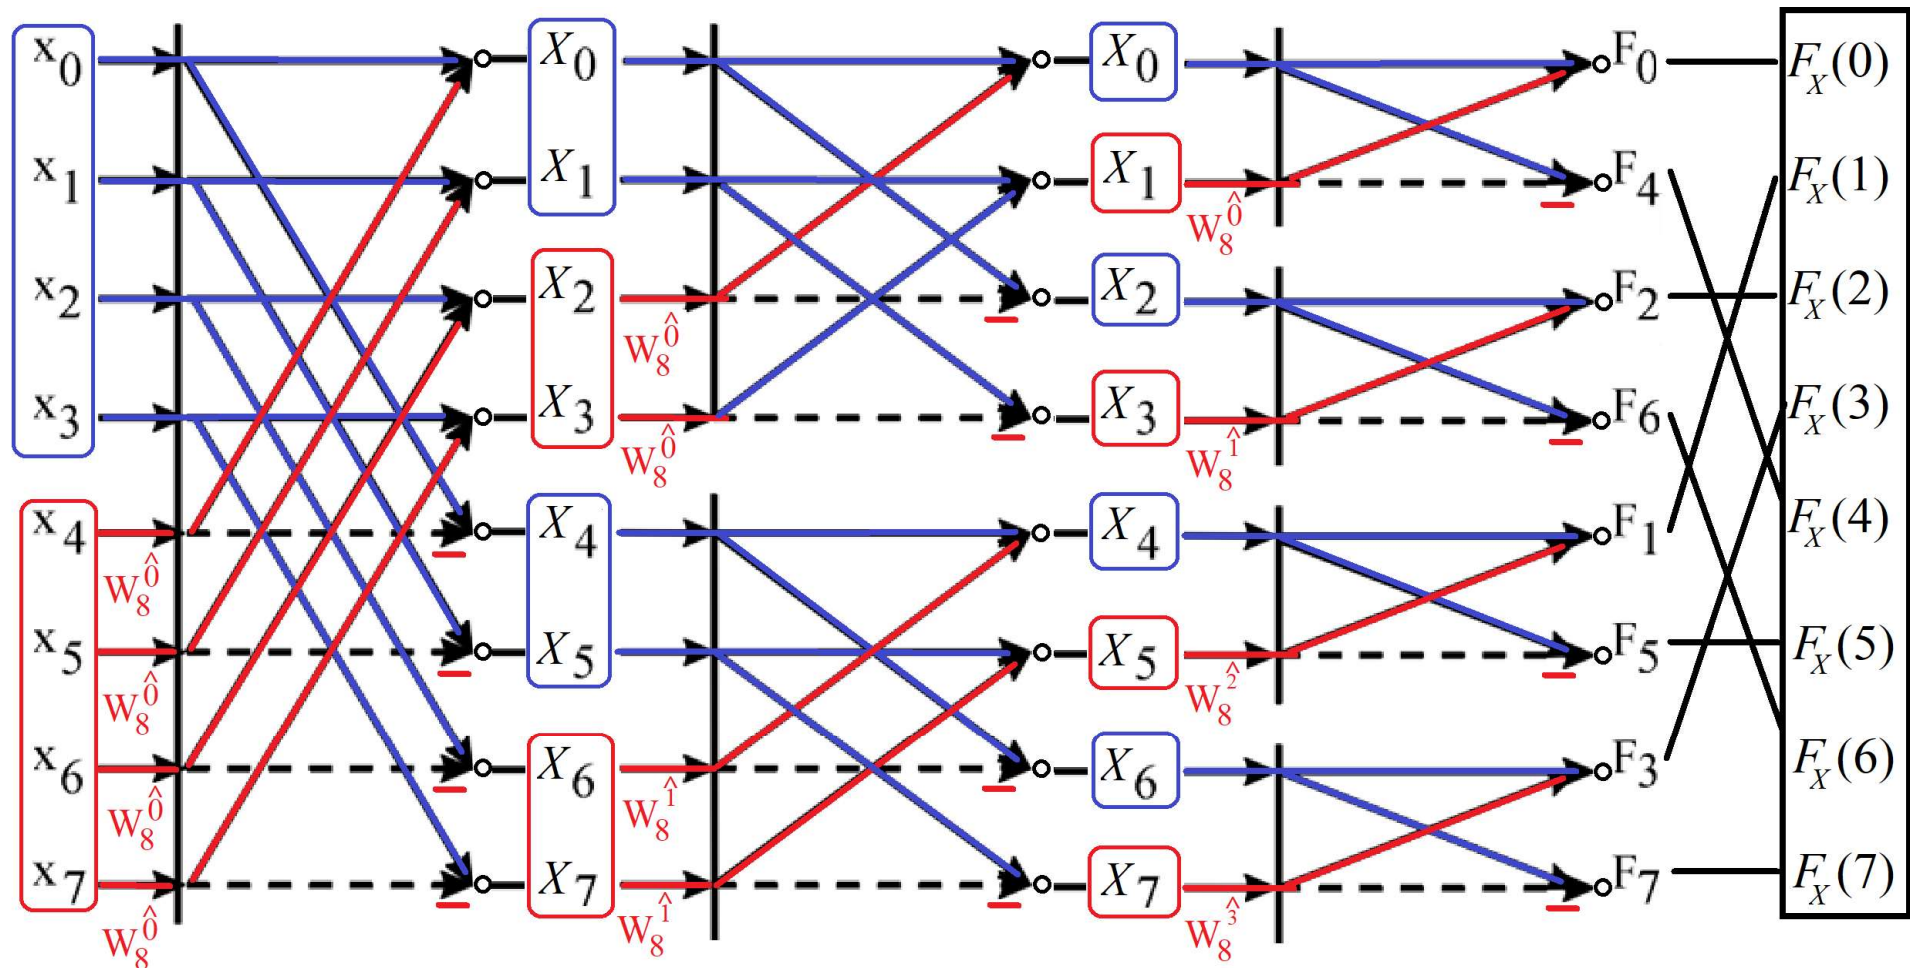 x0 X0 X0 F0 Fx(0)
x1 X1 X1 F4 Fx(1)
W8^0̂
x2 X2 X2 F2 Fx(2)
W8^0̂
x3 X3 X3 F6 Fx(3)
W8^0̂ W8^1̂
x4 X4 X4 F1 Fx(4)
W8^0̂
x5 X5 X5 F5 Fx(5)
W8^0̂ W8^2̂
x6 X6 X6 F3 Fx(6)
W8^0̂ W8^1̂
x7 X7 X7 F7 Fx(7)
W8^0̂ W8^1̂ W8^3̂